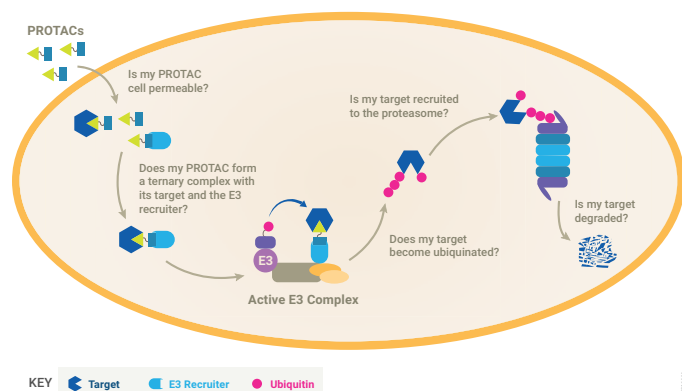 PROTACs
Is my PROTAC
cell permeable?
Does my PROTAC form
a ternary complex with
its target and the E3
recruiter?
E3
Active E3 Complex
Does my target
become ubiquinated?
Is my target recruited
to the proteasome?
Is my target
degraded?
KEY
Target
E3 Recruiter
Ubiquitin